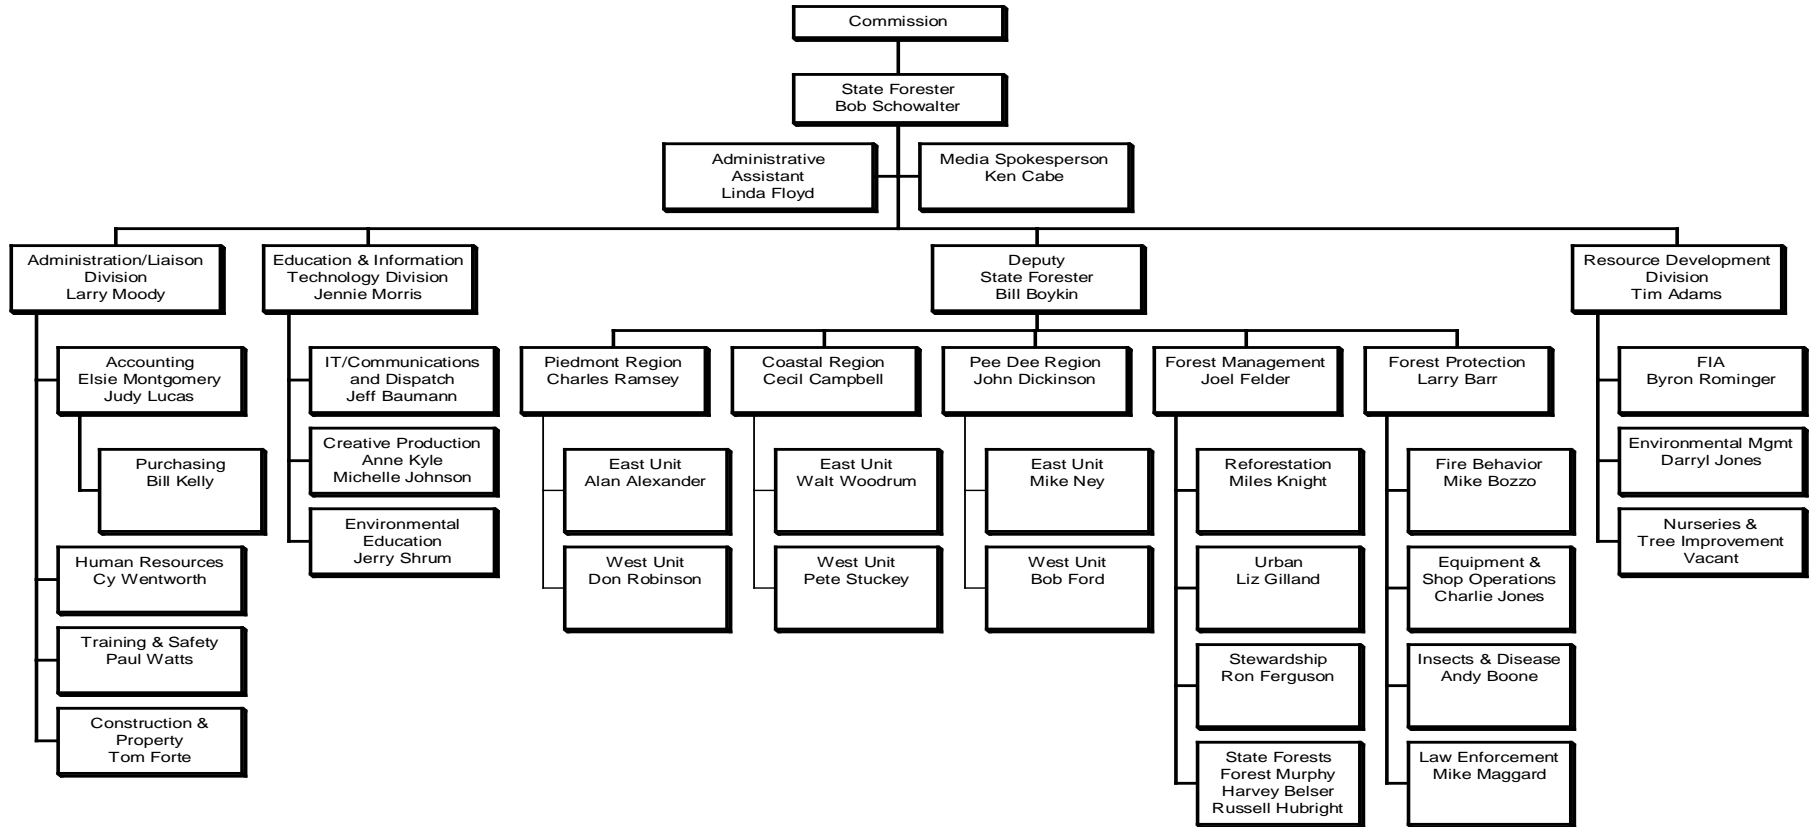 Commission
State Forester
Bob Schowalter
Administrative
Assistant
Linda Floyd
Media Spokesperson
Ken Cabe
Administration/Liaison
Division
Larry Moody
Education & Information
Technology Division
Jennie Morris
Deputy
State Forester
Bill Boykin
Resource Development
Division
Tim Adams
Accounting
Elsie Montgomery
Judy Lucas
Purchasing
Bill Kelly
Human Resources
Cy Wentworth
Training & Safety
Paul Watts
Construction &
Property
Tom Forte
IT/Communications
and Dispatch
Jeff Baumann
Creative Production
Anne Kyle
Michelle Johnson
Environmental
Education
Jerry Shrum
Piedmont Region
Charles Ramsey
East Unit
Alan Alexander
West Unit
Don Robinson
Coastal Region
Cecil Campbell
East Unit
Walt Woodrum
West Unit
Pete Stuckey
Pee Dee Region
John Dickinson
East Unit
Mike Ney
West Unit
Bob Ford
Forest Management
Joel Felder
Reforestation
Miles Knight
Urban
Liz Gilland
Stewardship
Ron Ferguson
State Forests
Forest Murphy
Harvey Belser
Russell Hubright
Forest Protection
Larry Barr
Fire Behavior
Mike Bozzo
Equipment &
Shop Operations
Charlie Jones
Insects & Disease
Andy Boone
Law Enforcement
Mike Maggard
FIA
Byron Rominger
Environmental Mgmt
Darryl Jones
Nurseries &
Tree Improvement
Vacant